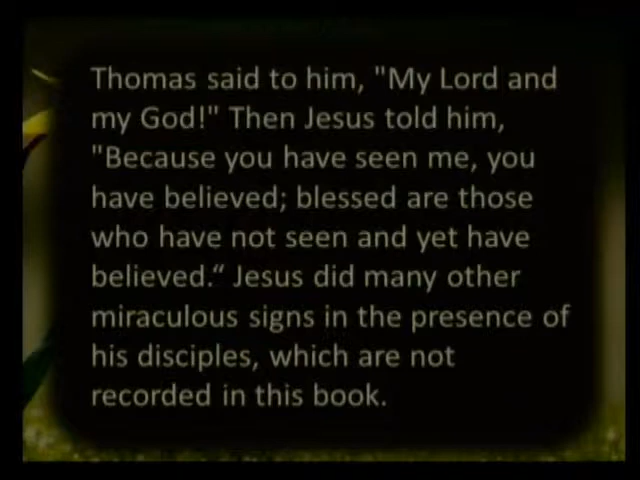 Thomas said to him, "My Lord and
my God!" Then Jesus told him,
"Because you have seen me, you
have believed; blessed are those
who have not seen and yet have
believed.“ Jesus did many other
miraculous signs in the presence of
his disciples, which are not
recorded in this book.